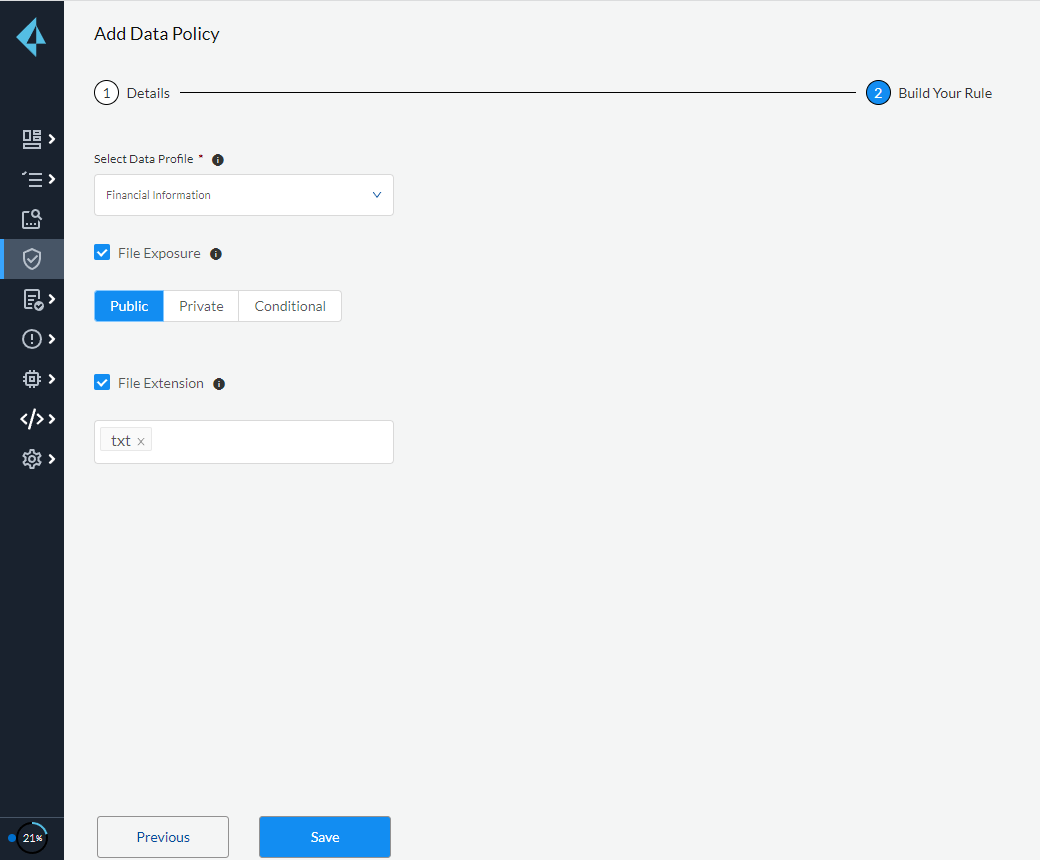 Add Data Policy
1 Details
2 Build Your Rule
Select Data Profile *
Financial Information
File Exposure
Public Private Conditional
File Extension
txt x
Previous Save
21%